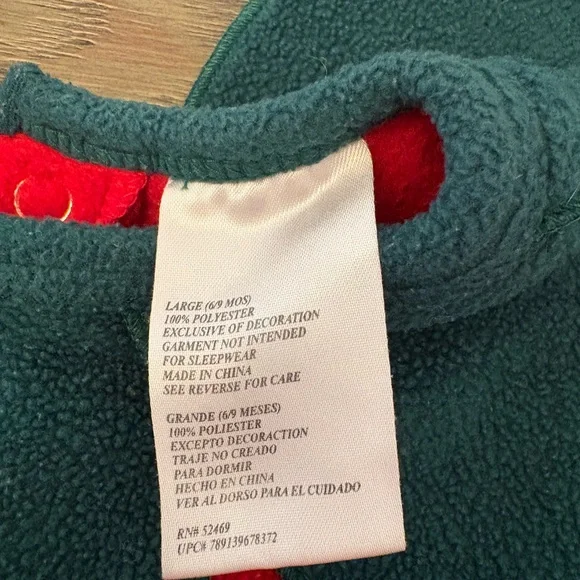 LARGE (6/9 MOS)
100% POLYESTER
EXCLUSIVE OF DECORATION
GARMENT NOT INTENDED
FOR SLEEPWEAR
MADE IN CHINA
SEE REVERSE FOR CARE
GRANDE (6/9 MESES)
100% POLIESTER
EXCEPTO DECORACTION
TRAJE NO CREADO
PARA DORMIR
HECHO EN CHINA
VER AL DORSO PARA EL CUIDADO
RN# 52469
UPC# 789139678372